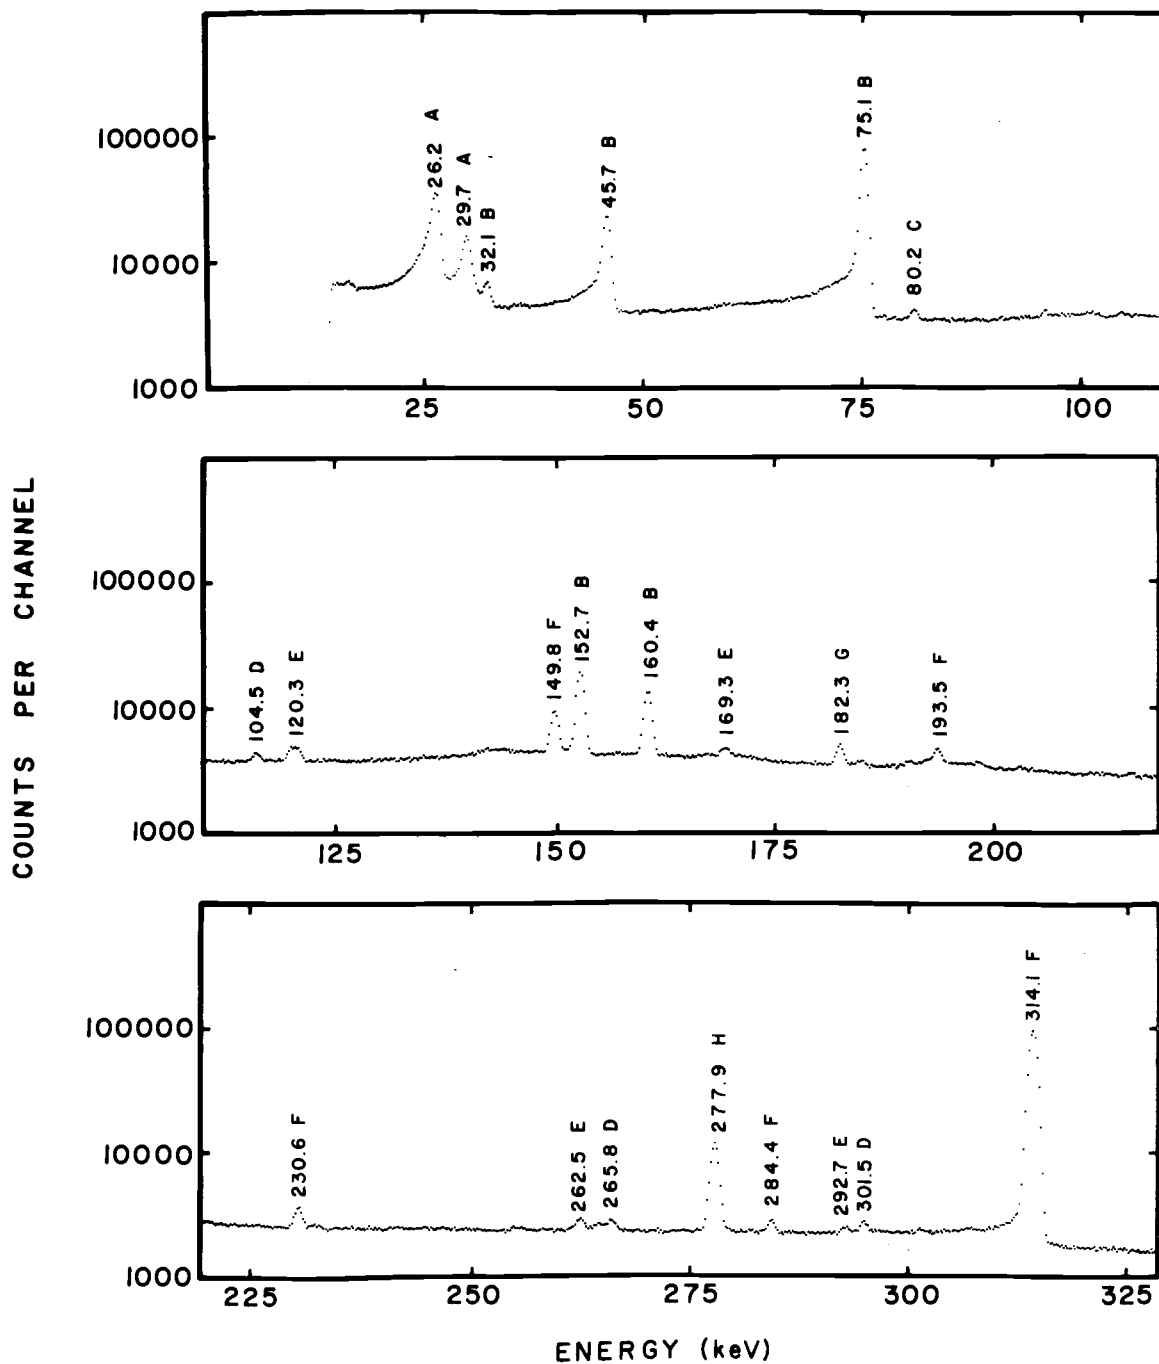 COUNTS PER CHANNEL
100000
10000
1000
26.2 A
29.7 A
32.1 B
45.7 B
75.1 B
80.2 C
25 50 75 100
100000
10000
1000
104.5 D
120.3 E
149.8 F
152.7 B
160.4 B
169.3 E
182.3 G
193.5 F
125 150 175 200
100000
10000
1000
230.6 F
262.5 E
265.8 D
277.9 H
284.4 F
292.7 E
301.5 D
314.1 F
225 250 275 300 325
ENERGY (keV)